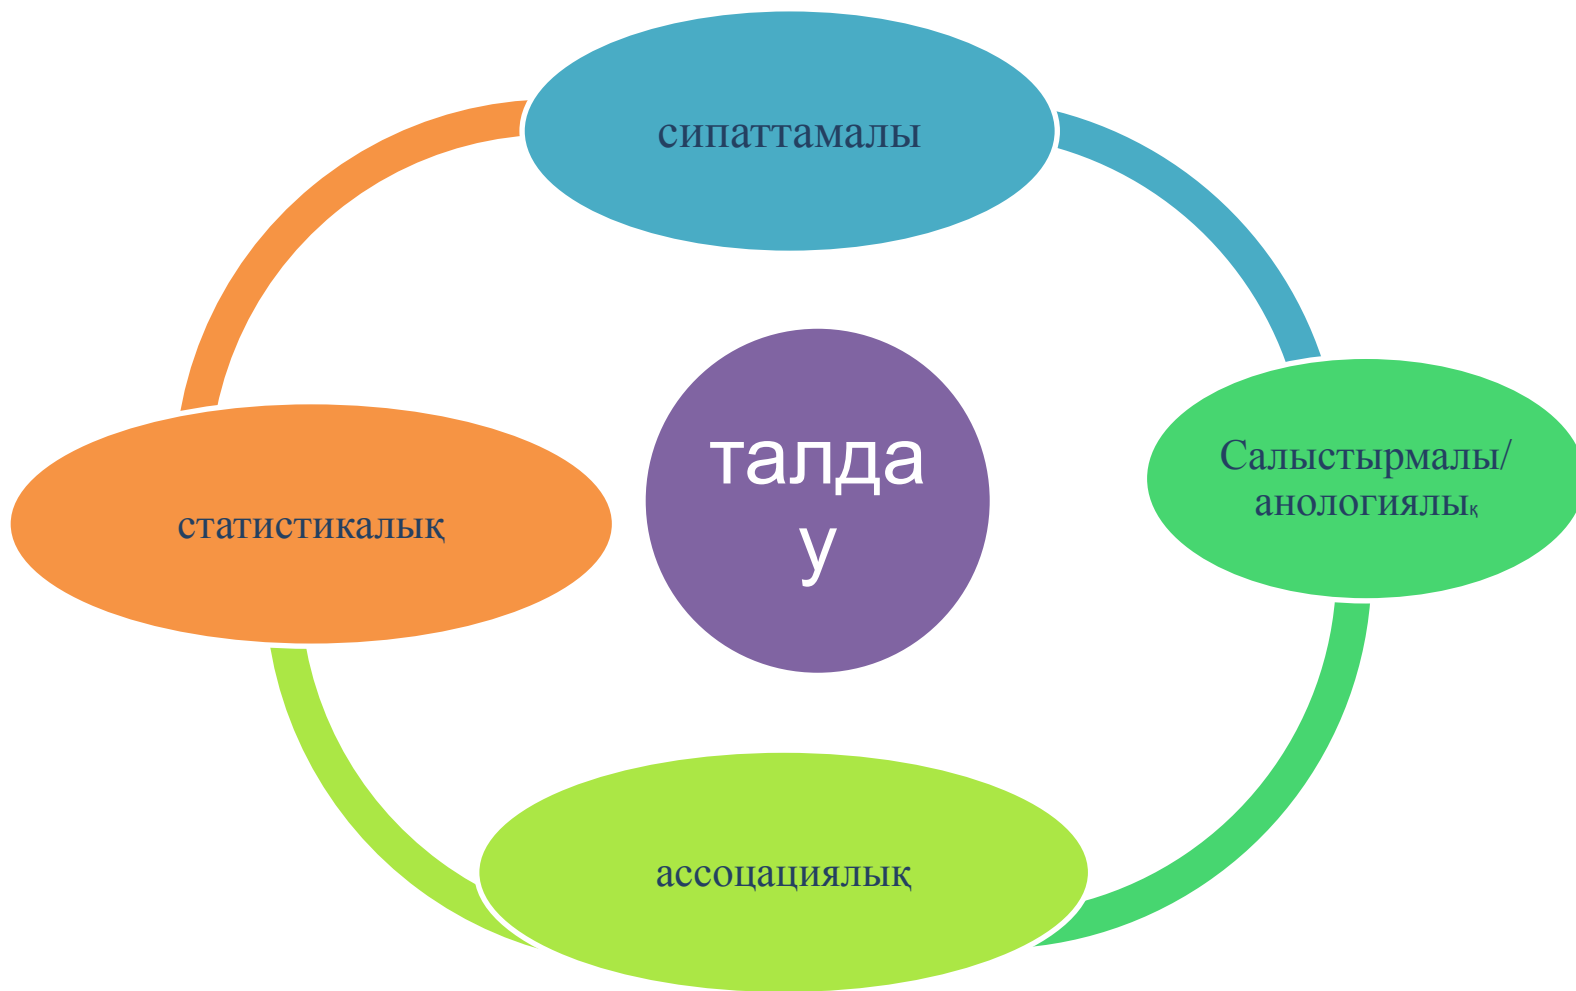 сипаттамалы
талда
у
Салыстырмалы/
анологиялық
статистикалық
ассоцациялық